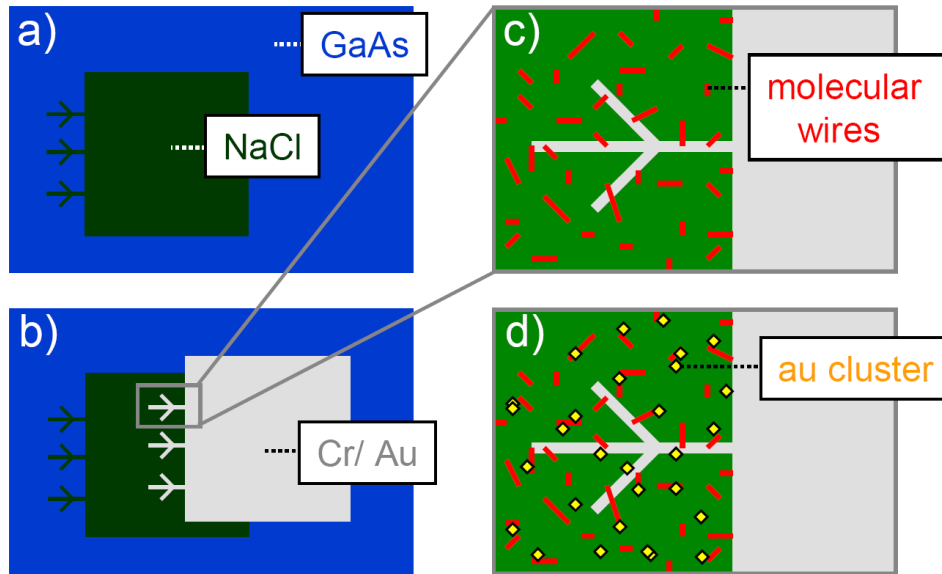 a)
GaAs
NaCl
b)
Cr/ Au
c)
molecular
wires
d)
au cluster